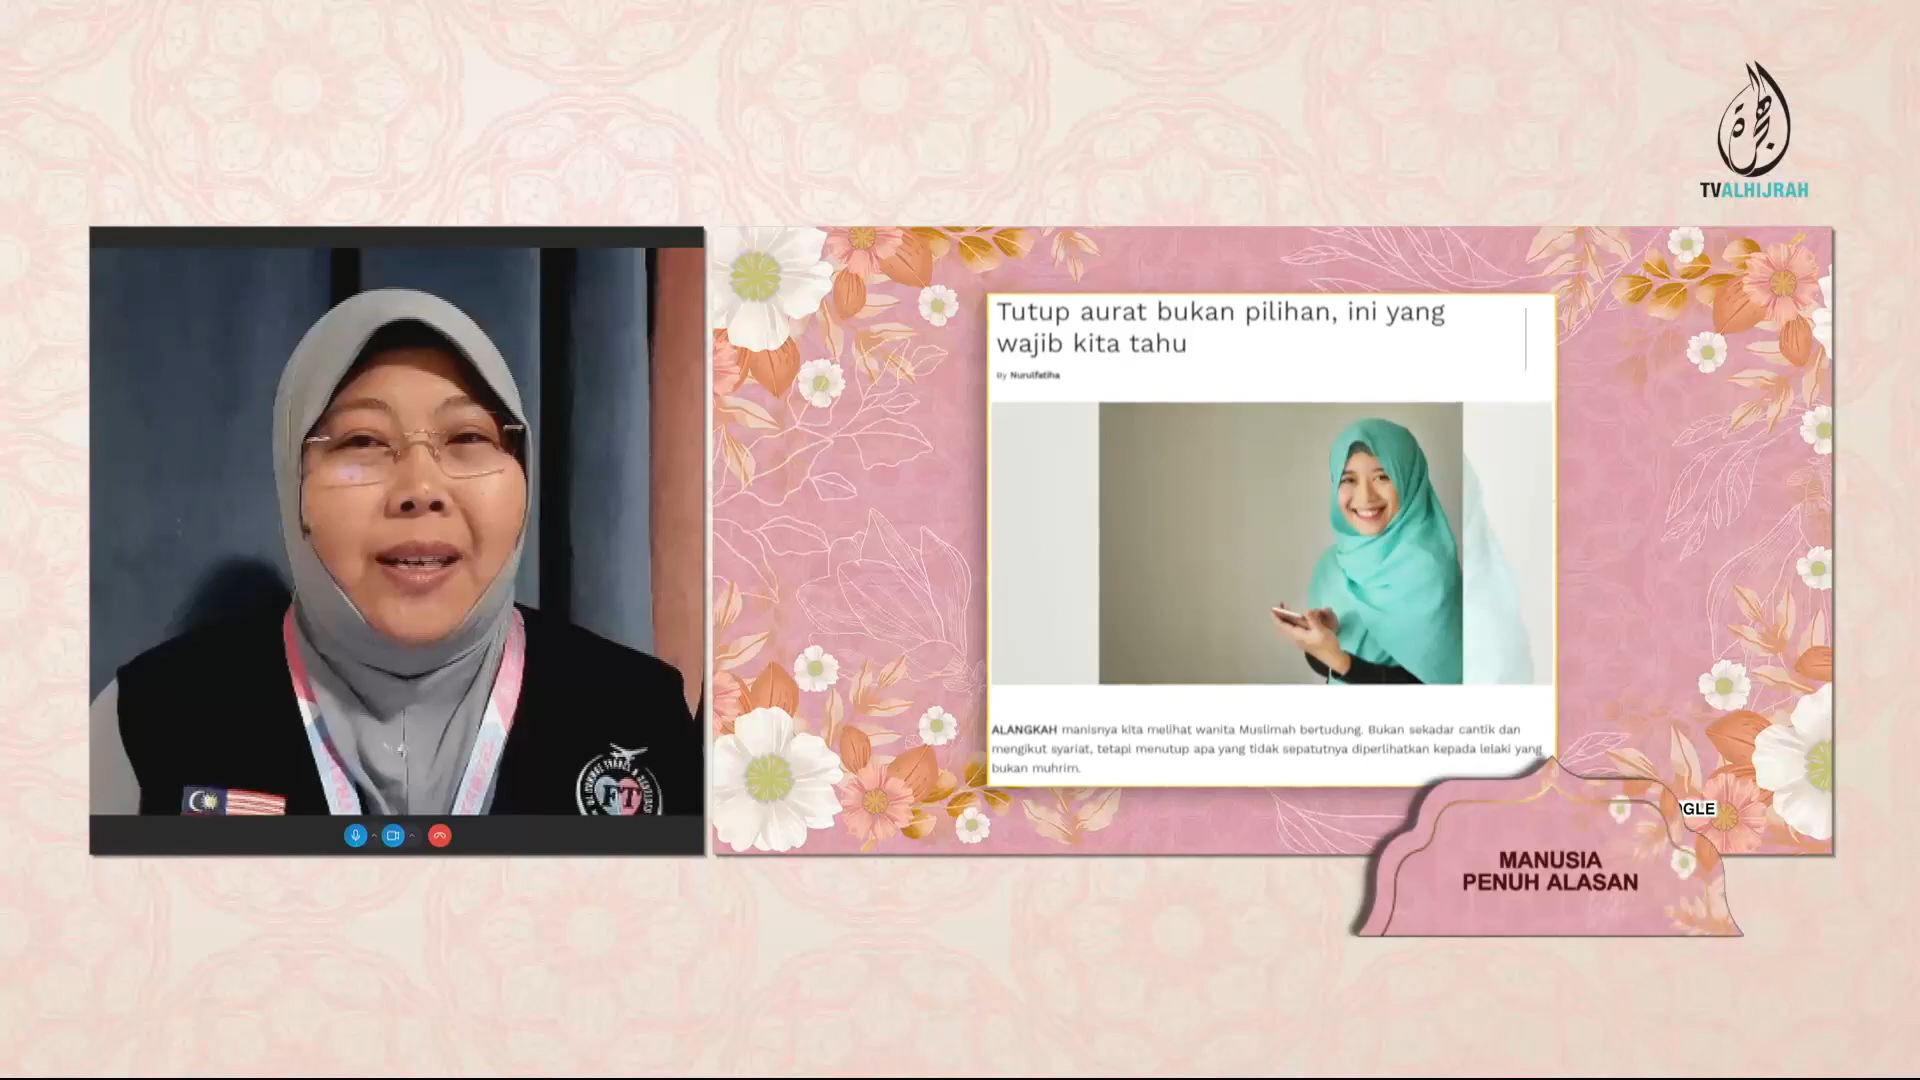 هجرة
TVALHIJRAH
Tutup aurat bukan pilihan, ini yang
wajib kita tahu
By Nurulfatiha
ALANGKAH manisnya kita melihat wanita Muslimah bertudung. Bukan sekadar cantik dan
mengikut syariat, tetapi menutup apa yang tidak sepatutnya diperlihatkan kepada lelaki yang
bukan muhrim.
FT
GLE
MANUSIA
PENUH ALASAN